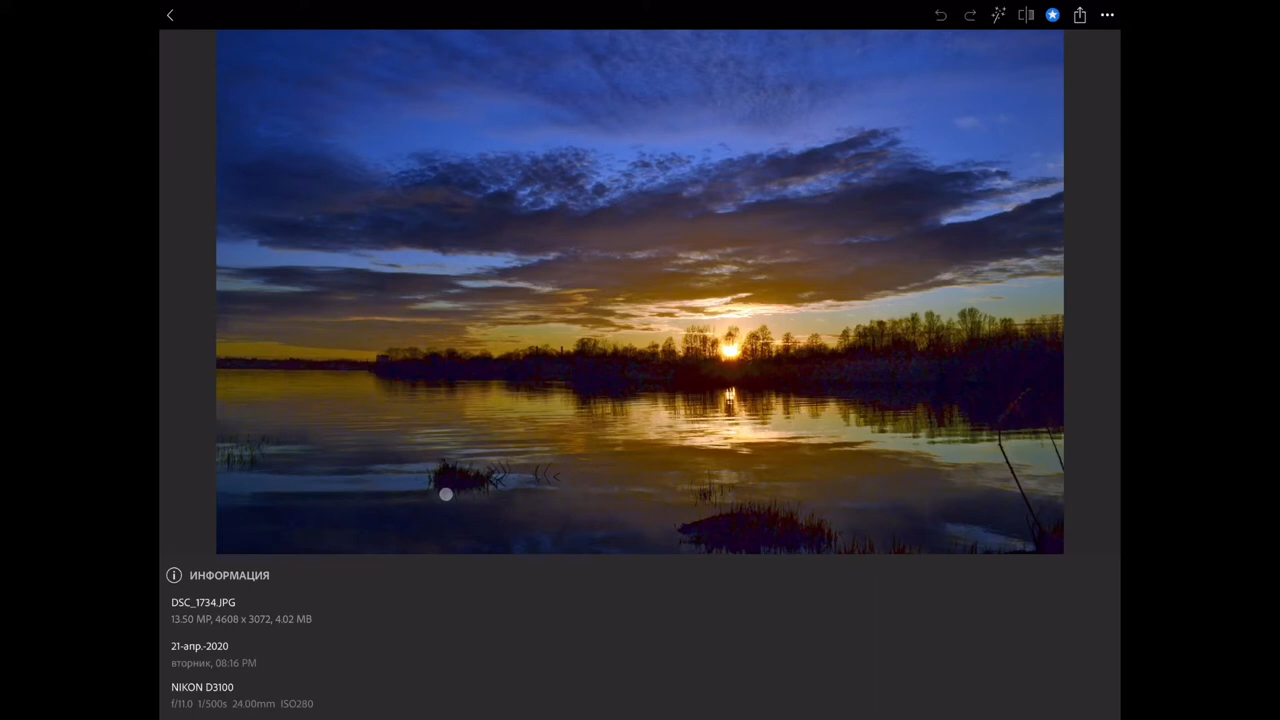 ИНФОРМАЦИЯ
DSC_1734.JPG
13.50 MP, 4608 x 3072, 4.02 MB
21-апр.-2020
вторник, 08:16 PM
NIKON D3100
f/11.0 1/500s 24.00mm ISO280